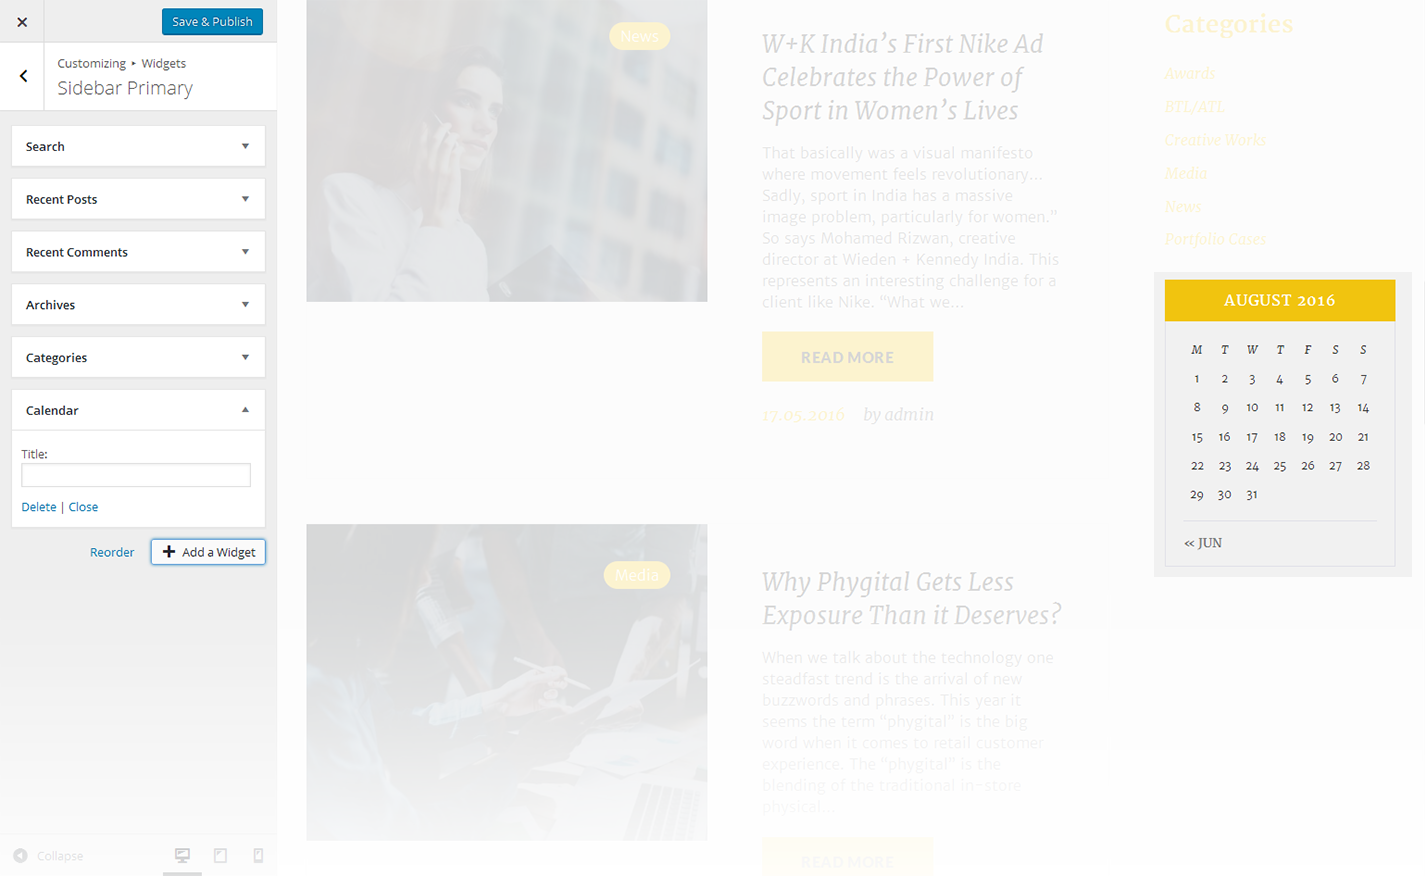 Save & Publish
Customizing ▸ Widgets
Sidebar Primary
Search
Recent Posts
Recent Comments
Archives
Categories
Calendar
Title:
Delete | Close
Reorder
Add a Widget
Collapse
News
W+K India’s First Nike Ad
Celebrates the Power of
Sport in Women’s Lives
That basically was a visual manifesto
where movement feels revolutionary...
Sadly, sport in India has a massive
image problem, particularly for women.”
So says Mohamed Rizwan, creative
director at Wieden + Kennedy India. This
represents an interesting challenge for a
client like Nike. “What we...
READ MORE
17.05.2016 by admin
Media
Why Phygital Gets Less
Exposure Than it Deserves?
When we talk about the technology one
steadfast trend is the arrival of new
buzzwords and phrases. This year it
seems the term "phygital" is the big
word when it comes to retail customer
experience. The "phygital" is the
blending of the traditional in-store
physical...
READ MORE
Categories
Awards
BTL/ATL
Creative Works
Media
News
Portfolio Cases
AUGUST 2016
M T W T F S S
1 2 3 4 5 6 7
8 9 10 11 12 13 14
15 16 17 18 19 20 21
22 23 24 25 26 27 28
29 30 31
« JUN